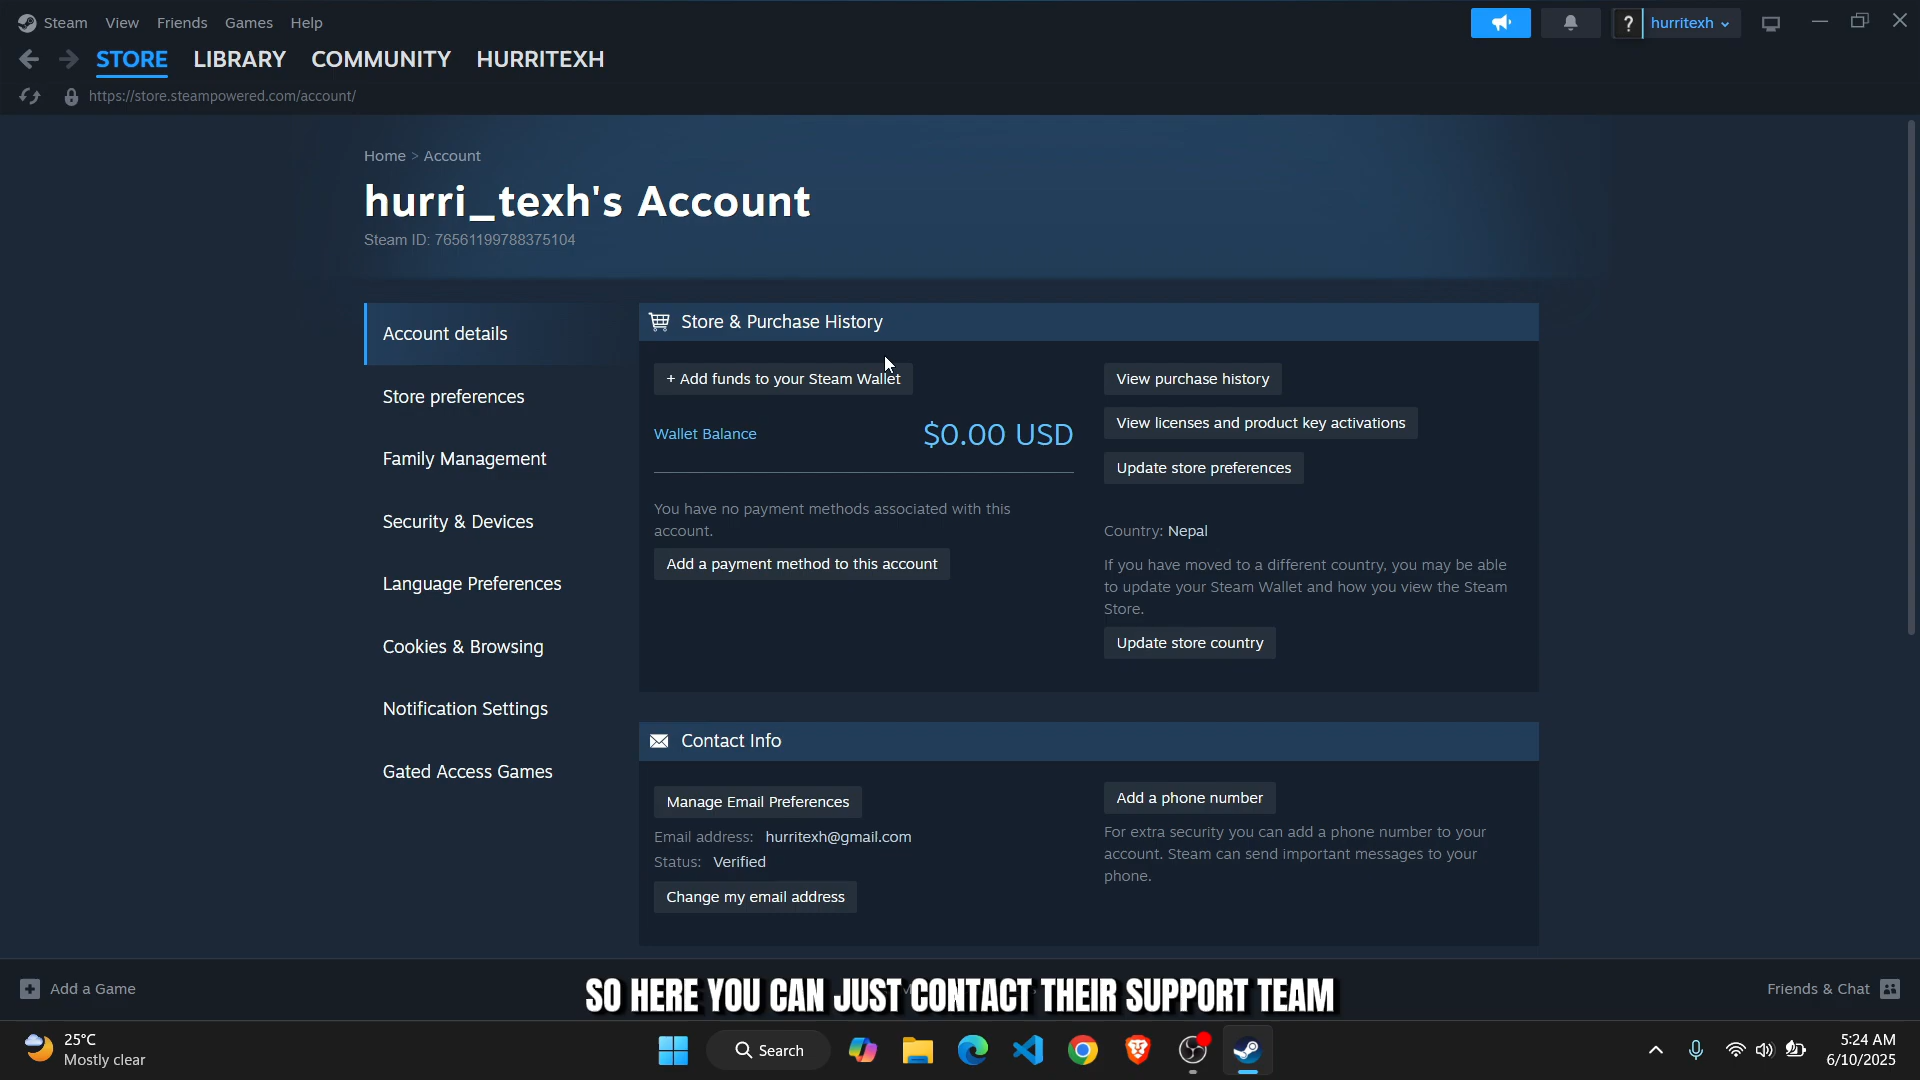 Steam View Friends Games Help
? hurritexh
STORE LIBRARY COMMUNITY HURRITEXH
https://store.steampowered.com/account/
Home > Account
hurri_texh's Account
Steam ID: 76561199788375104
Account details
Store preferences
Family Management
Security & Devices
Language Preferences
Cookies & Browsing
Notification Settings
Gated Access Games
Store & Purchase History
+ Add funds to your Steam Wallet
Wallet Balance $0.00 USD
You have no payment methods associated with this
account.
Add a payment method to this account
View purchase history
View licenses and product key activations
Update store preferences
Country: Nepal
If you have moved to a different country, you may be able
to update your Steam Wallet and how you view the Steam
Store.
Update store country
Contact Info
Manage Email Preferences
Email address: hurritexh@gmail.com
Status: Verified
Change my email address
Add a phone number
For extra security you can add a phone number to your
account. Steam can send important messages to your
phone.
Add a Game
SO HERE YOU CAN JUST CONTACT THEIR SUPPORT TEAM
Friends & Chat
25°C
Mostly clear
Search
5:24 AM
6/10/2025